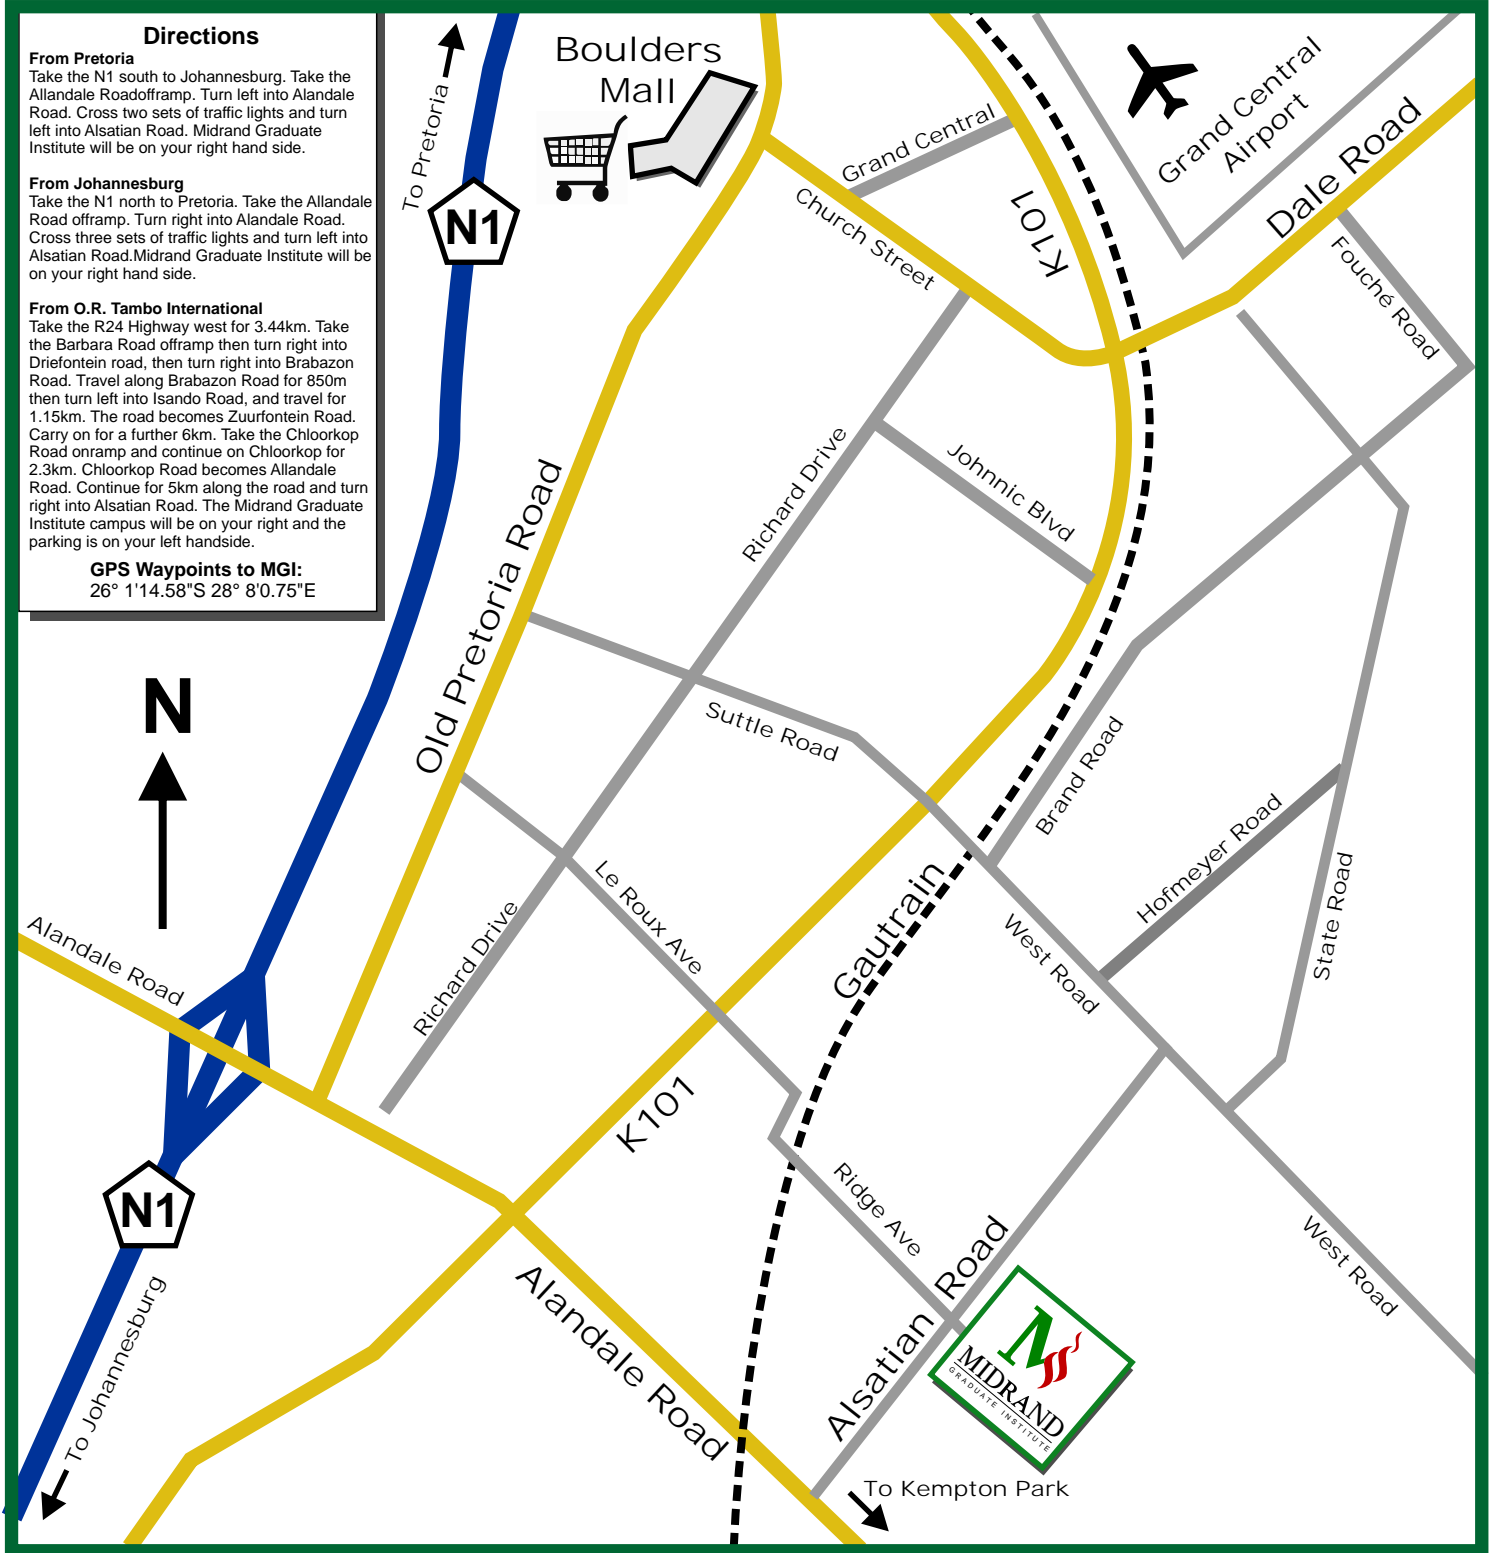 Directions
From Pretoria
Take the N1 south to Johannesburg. Take the
Allandale Roadofframp. Turn left into Alandale
Road. Cross two sets of traffic lights and turn
left into Alsatian Road. Midrand Graduate
Institute will be on your right hand side.
From Johannesburg
Take the N1 north to Pretoria. Take the Allandale
Road offramp. Turn right into Alandale Road.
Cross three sets of traffic lights and turn left into
Alsatian Road.Midrand Graduate Institute will be
on your right hand side.
From O.R. Tambo International
Take the R24 Highway west for 3.44km. Take
the Barbara Road offramp then turn right into
Driefontein road, then turn right into Brabazon
Road. Travel along Brabazon Road for 850m
then turn left into Isando Road, and travel for
1.15km. The road becomes Zuurfontein Road.
Carry on for a further 6km. Take the Chloorkop
Road onramp and continue on Chloorkop for
2.3km. Chloorkop Road becomes Allandale
Road. Continue for 5km along the road and turn
right into Alsatian Road. The Midrand Graduate
Institute campus will be on your right and the
parking is on your left handside.
GPS Waypoints to MGI:
26° 1'14.58"S 28° 8'0.75"E
To Pretoria
N1
Boulders
Mall
Grand Central
Church Street
K101
Grand Central
Airport
Dale Road
Fouché Road
Richard Drive
Johnnic Blvd
Old Pretoria Road
Suttle Road
N
Brand Road
Hofmeyer Road
State Road
Le Roux Ave
Richard Drive
Gautrain
West Road
Alandale Road
K101
N1
Ridge Ave
Alsatian Road
West Road
To Johannesburg
Alandale Road
MIDRAND
GRADUATE INSTITUTE
To Kempton Park